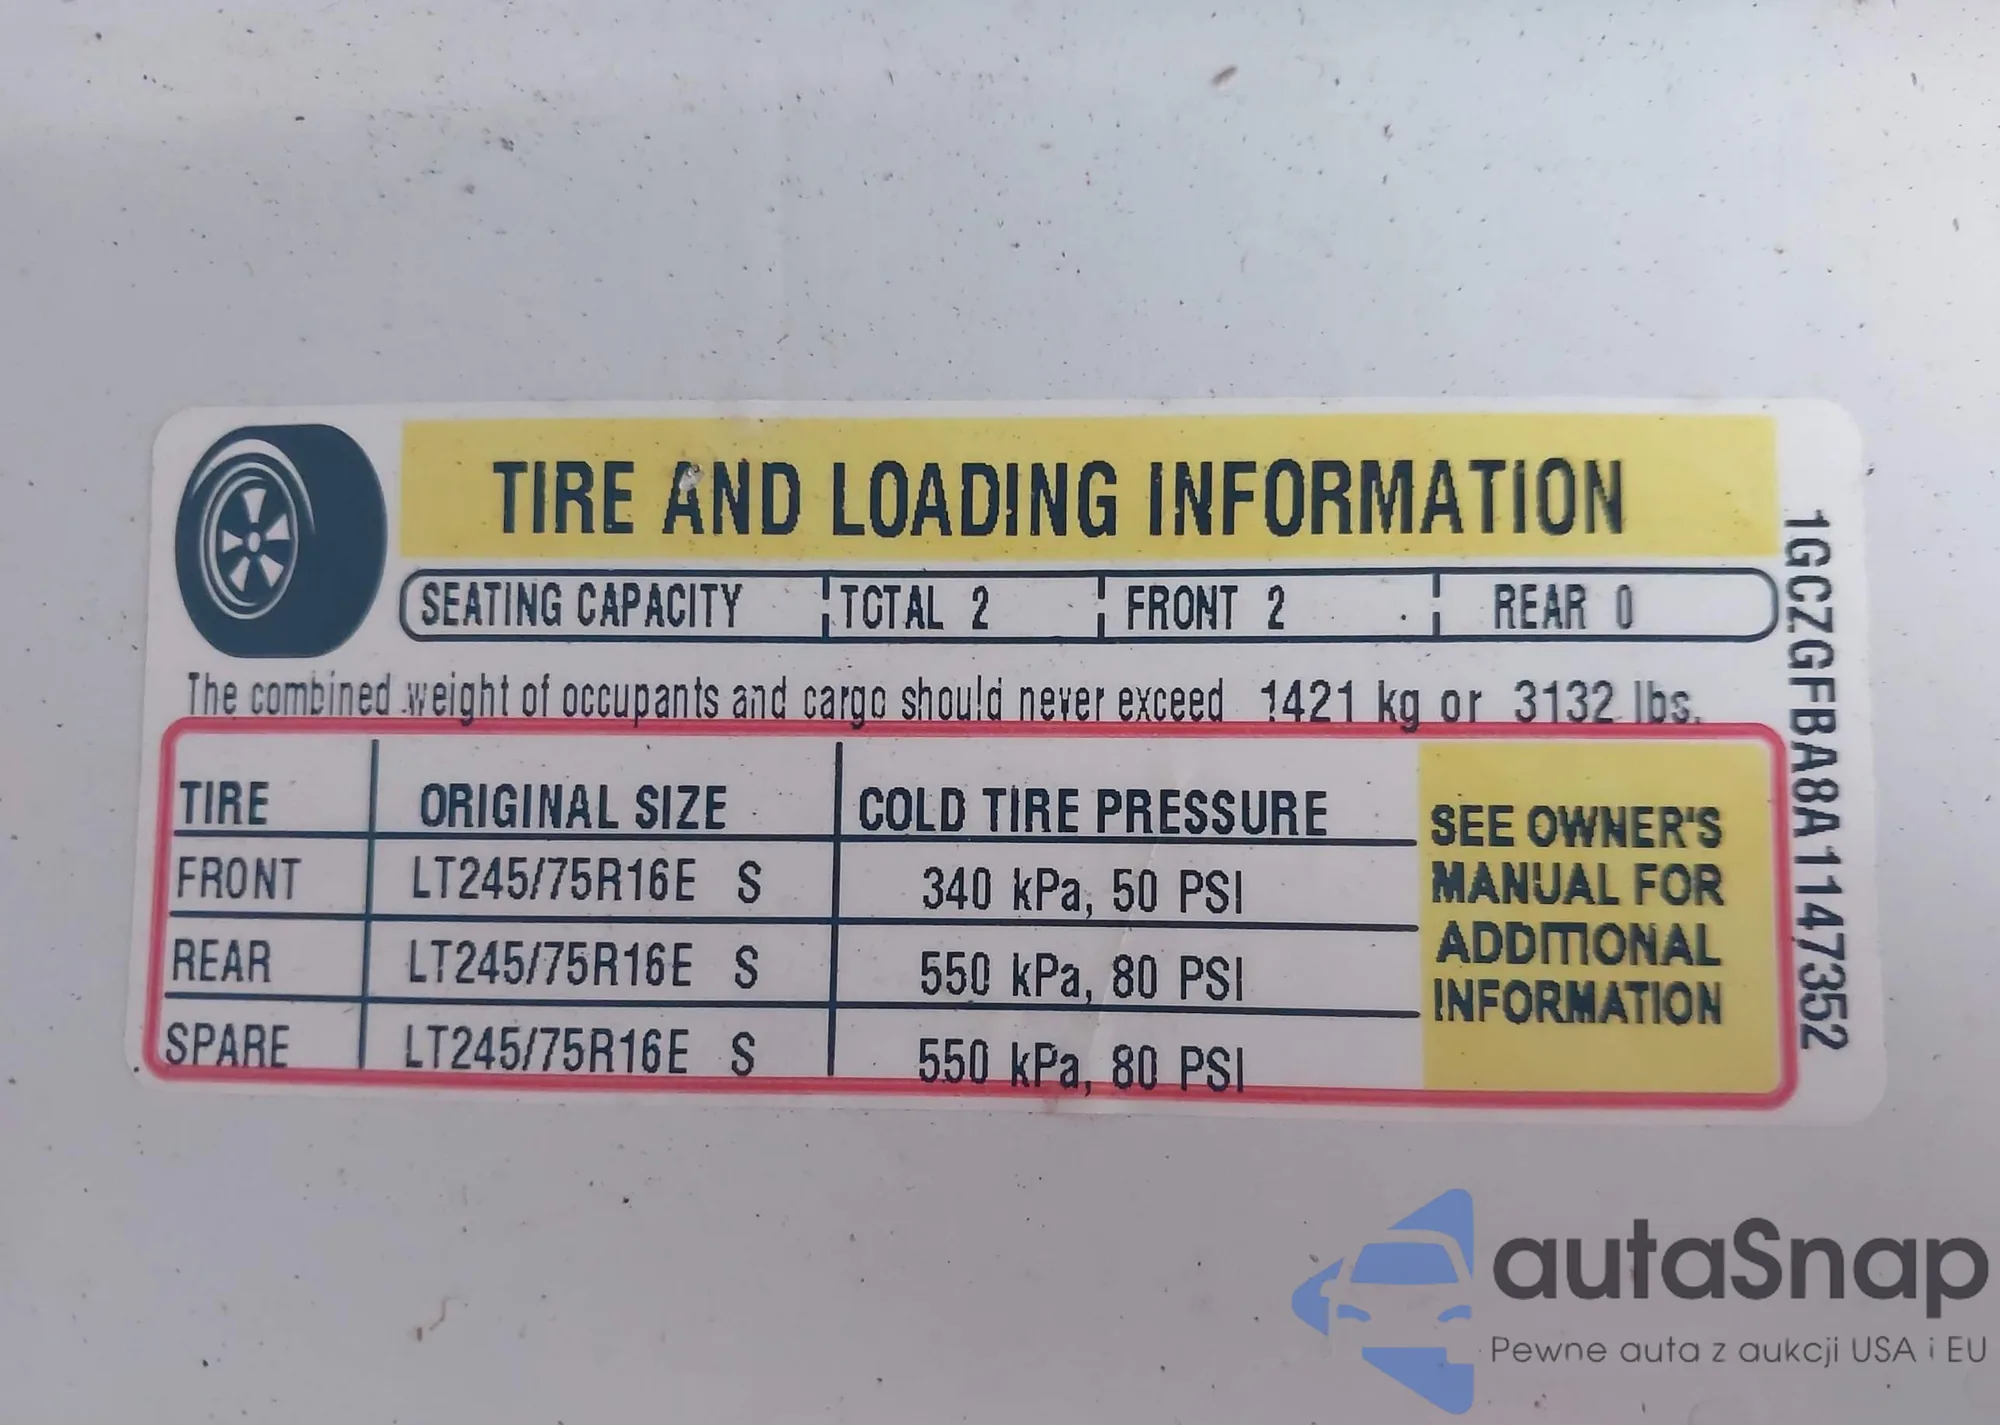 TIRE AND LOADING INFORMATION
SEATING CAPACITY TOTAL 2 FRONT 2 REAR 0
The combined weight of occupants and cargo should never exceed 1421 kg or 3132 lbs.
TIRE ORIGINAL SIZE COLD TIRE PRESSURE
FRONT LT245/75R16E S 340 kPa, 50 PSI
REAR LT245/75R16E S 550 kPa, 80 PSI
SPARE LT245/75R16E S 550 kPa, 80 PSI
SEE OWNER'S
MANUAL FOR
ADDITIONAL
INFORMATION
1GCZGFBA8A1147352
autaSnap
Pewne auta z aukcji USA i EU